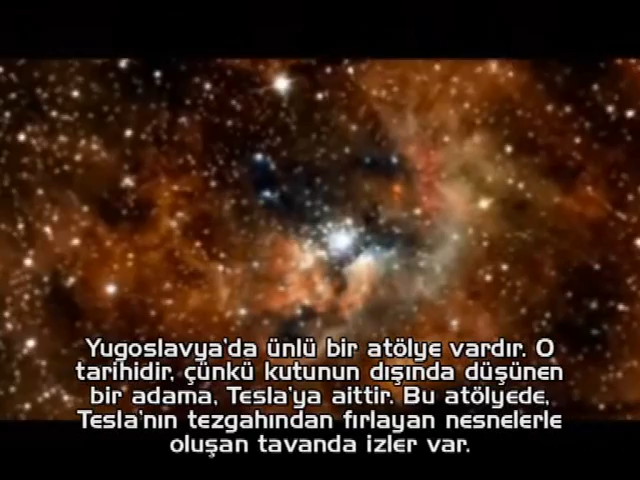 Yugoslavya'da ünlü bir atölye vardır. O
tarihidir, çünkü kutunun dışında düşünen
bir adama, Tesla'ya aittir. Bu atölyede,
Tesla'nın tezgahından fırlayan nesnelerle
oluşan tavanda izler var.